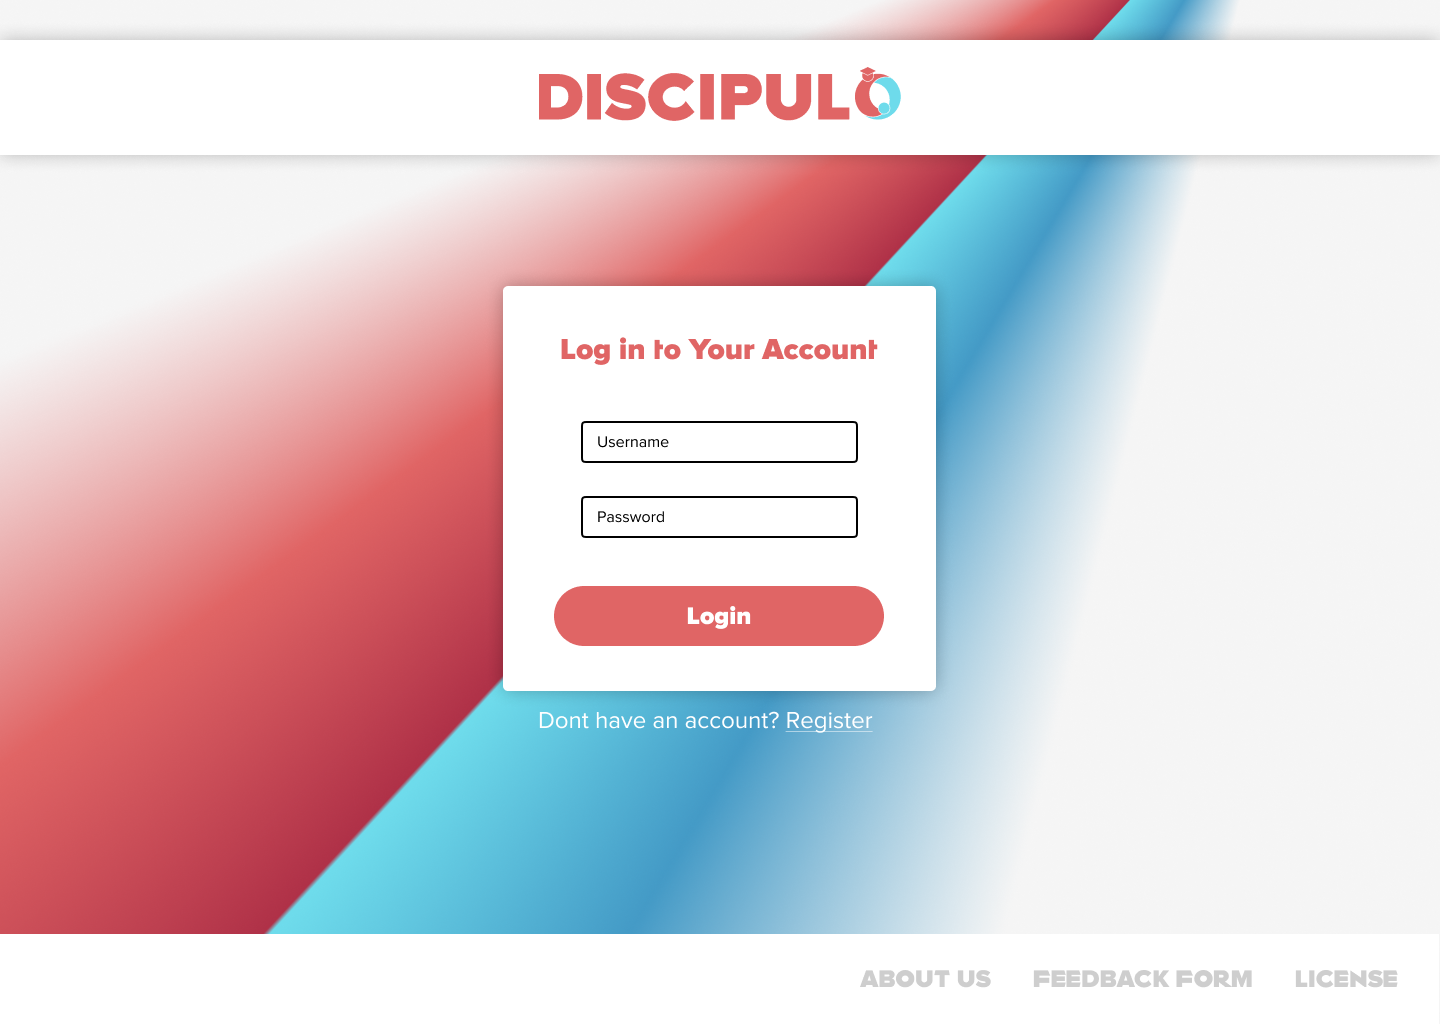 DISCIPULO
Log in to Your Account
Username
Password
Login
Dont have an account? Register
ABOUT US FEEDBACK FORM LICENSE